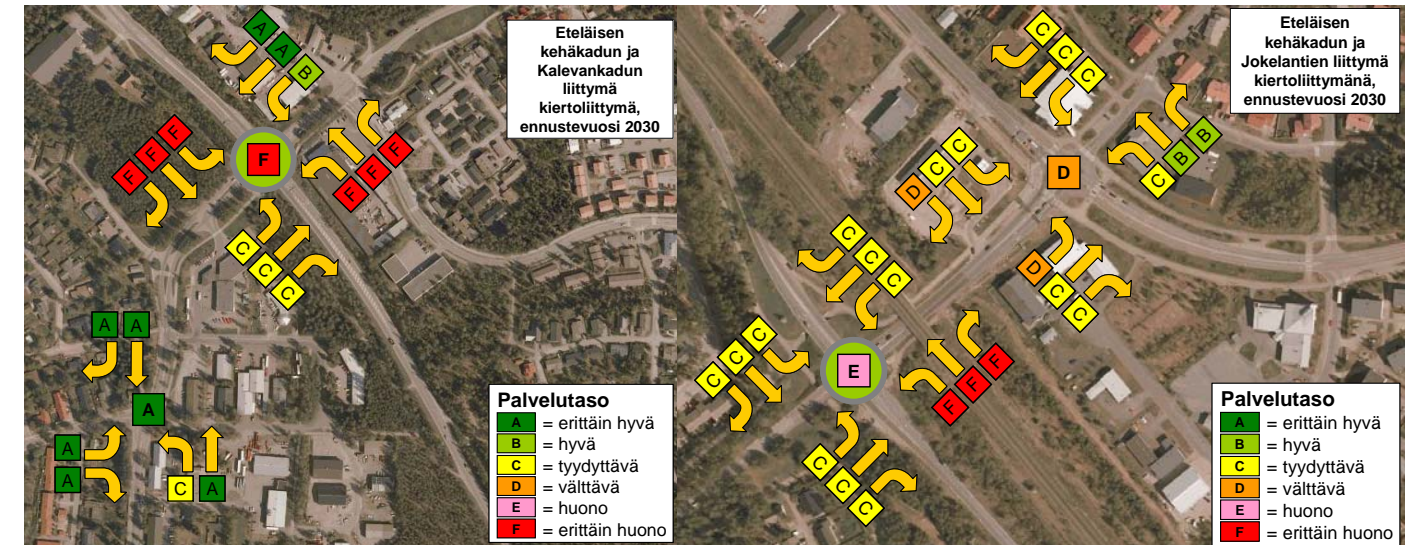 Eteläisen
kehäkadun ja
Kalevankadun
liittymä
kiertoliittymä,
ennustevuosi 2030
A A B
F F F
F
F F F
C C C
A A
A
A
A
C A
Palvelutaso
A = erittäin hyvä
B = hyvä
C = tyydyttävä
D = välttävä
E = huono
F = erittäin huono
Eteläisen
kehäkadun ja
Jokelantien liittymä
kiertoliittymänä,
ennustevuosi 2030
C C C
C B B
D
D C C
D C C
C C C
C C C
E
F F F
C C C
Palvelutaso
A = erittäin hyvä
B = hyvä
C = tyydyttävä
D = välttävä
E = huono
F = erittäin huono